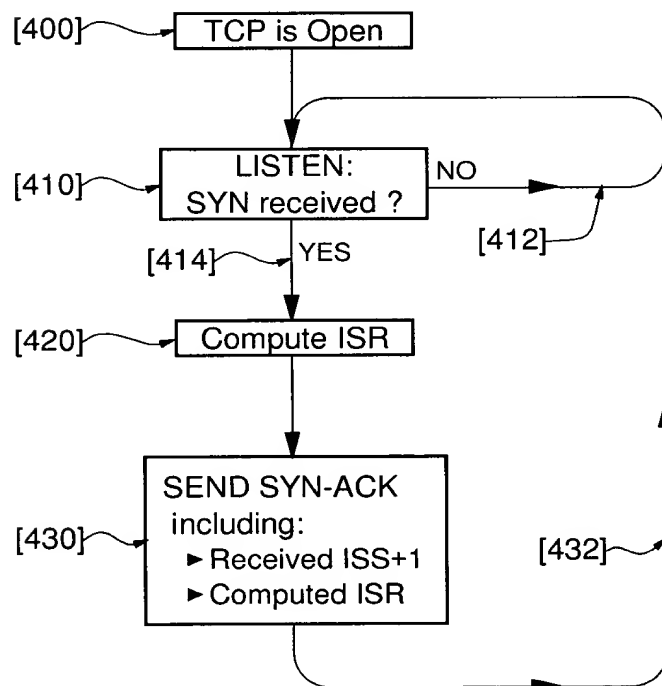 [400] TCP is Open
[410] LISTEN:
SYN received ? NO
[412]
[414] YES
[420] Compute ISR
SEND SYN-ACK
including:
[430] ► Received ISS+1
[432]
► Computed ISR